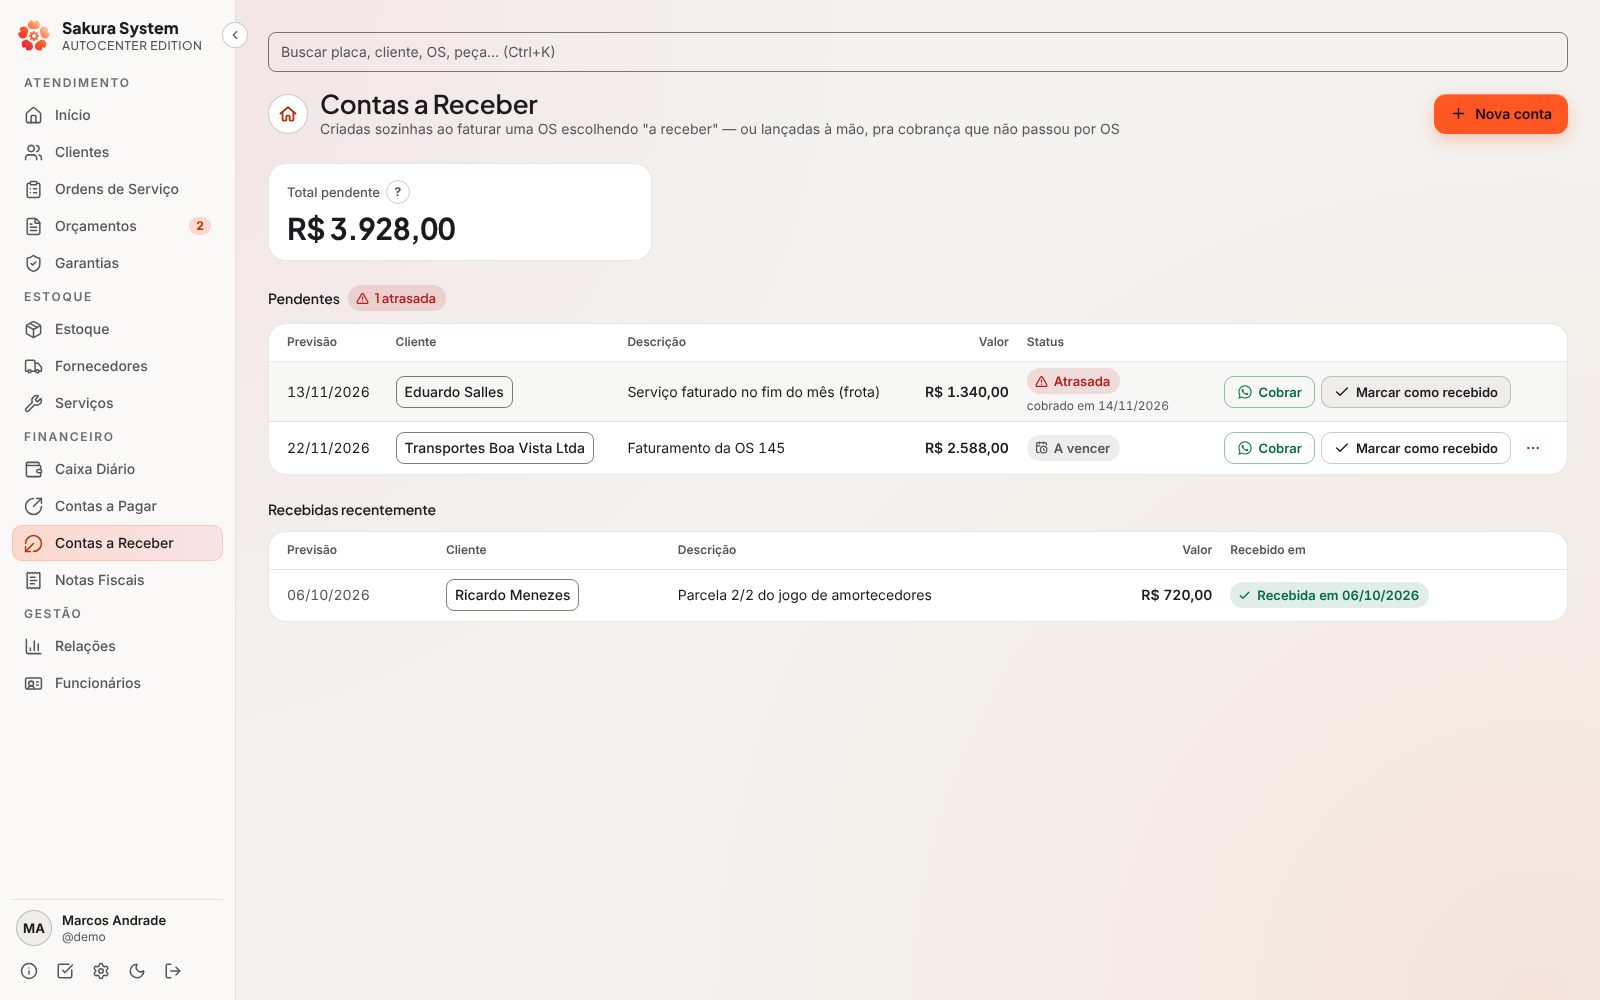 Sakura System
AUTOCENTER EDITION
ATENDIMENTO
Início
Clientes
Ordens de Serviço
Orçamentos 2
Garantias
ESTOQUE
Estoque
Fornecedores
Serviços
FINANCEIRO
Caixa Diário
Contas a Pagar
Contas a Receber
Notas Fiscais
GESTÃO
Relações
Funcionários
MA
Marcos Andrade
@demo
Buscar placa, cliente, OS, peça... (Ctrl+K)
Contas a Receber
Criadas sozinhas ao faturar uma OS escolhendo "a receber" — ou lançadas à mão, pra cobrança que não passou por OS
Nova conta
Total pendente ?
R$ 3.928,00
Pendentes 1 atrasada
Previsão Cliente Descrição Valor Status
13/11/2026 Eduardo Salles Serviço faturado no fim do mês (frota) R$ 1.340,00 Atrasada Cobrar Marcar como recebido
cobrado em 14/11/2026
22/11/2026 Transportes Boa Vista Ltda Faturamento da OS 145 R$ 2.588,00 A vencer Cobrar Marcar como recebido ...
Recebidas recentemente
Previsão Cliente Descrição Valor Recebido em
06/10/2026 Ricardo Menezes Parcela 2/2 do jogo de amortecedores R$ 720,00 Recebida em 06/10/2026